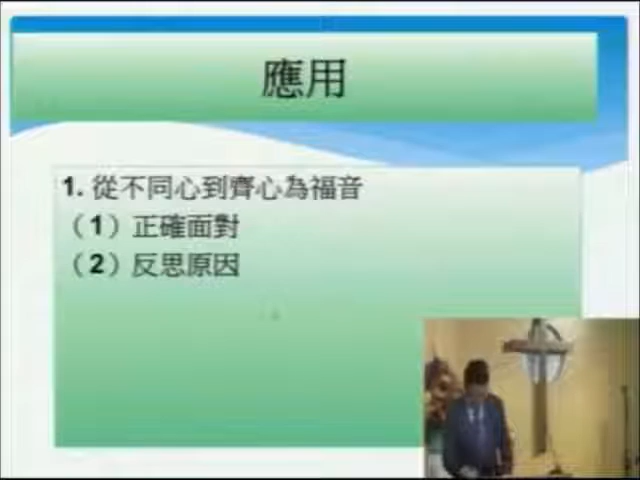 應用
1. 從不同心到齊心為福音
（1）正確面對
（2）反思原因